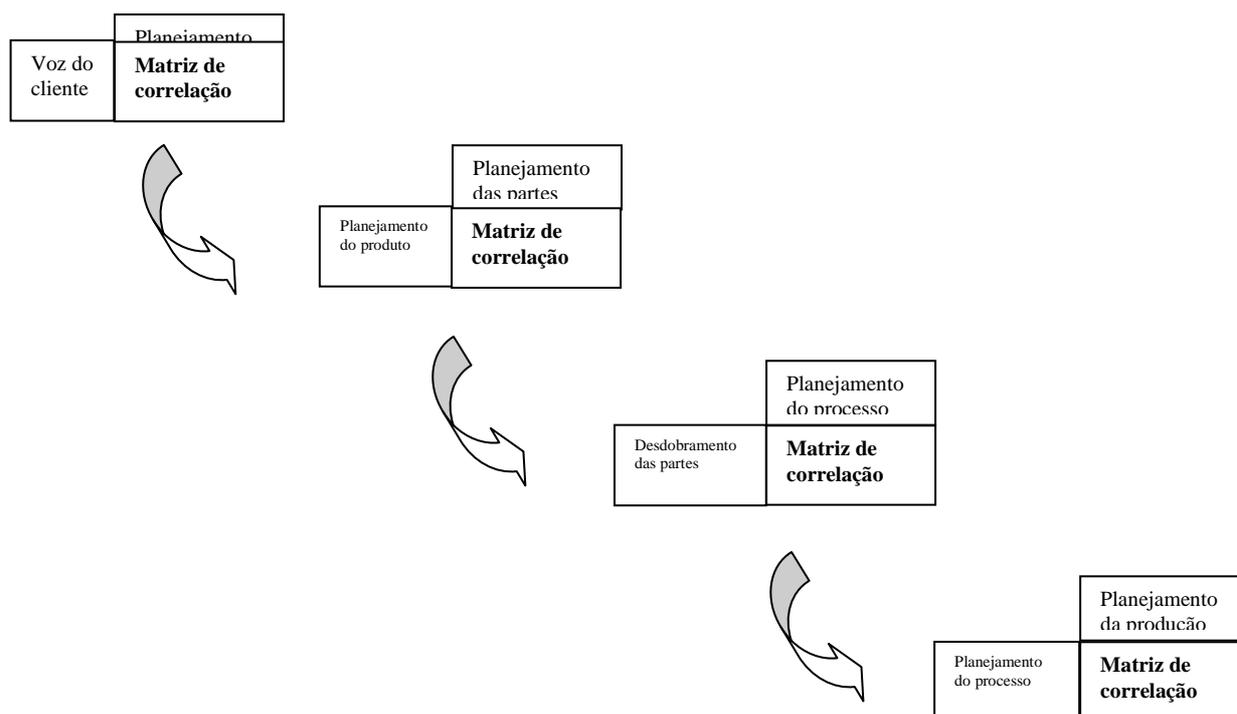 Planejamento
Voz do
cliente
Matriz de
correlação
Planejamento
das partes
Planejamento
do produto
Matriz de
correlação
Planejamento
do processo
Desdobramento
das partes
Matriz de
correlação
Planejamento
da produção
Planejamento
do processo
Matriz de
correlação